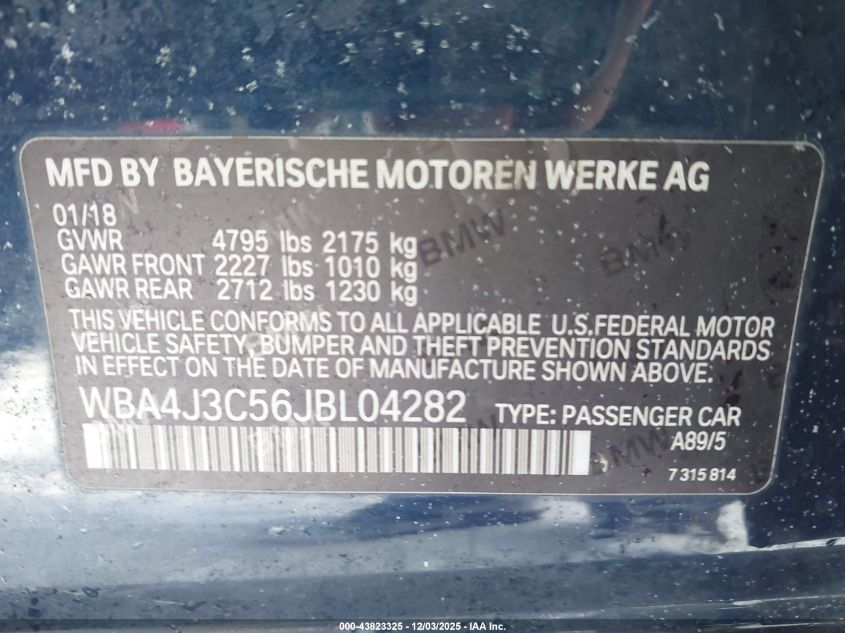 MFD BY BAYERISCHE MOTOREN WERKE AG
01/18
GVWR 4795 lbs 2175 kg
GAWR FRONT 2227 lbs 1010 kg
GAWR REAR 2712 lbs 1230 kg
THIS VEHICLE CONFORMS TO ALL APPLICABLE U.S.FEDERAL MOTOR
VEHICLE SAFETY, BUMPER AND THEFT PREVENTION STANDARDS
IN EFFECT ON THE DATE OF MANUFACTURE SHOWN ABOVE:
WBA4J3C56JBL04282 TYPE: PASSENGER CAR
A89/5
7 315 814
BMW
BMW
BMW
000-43823325 - 12/03/2025 - IAA Inc.